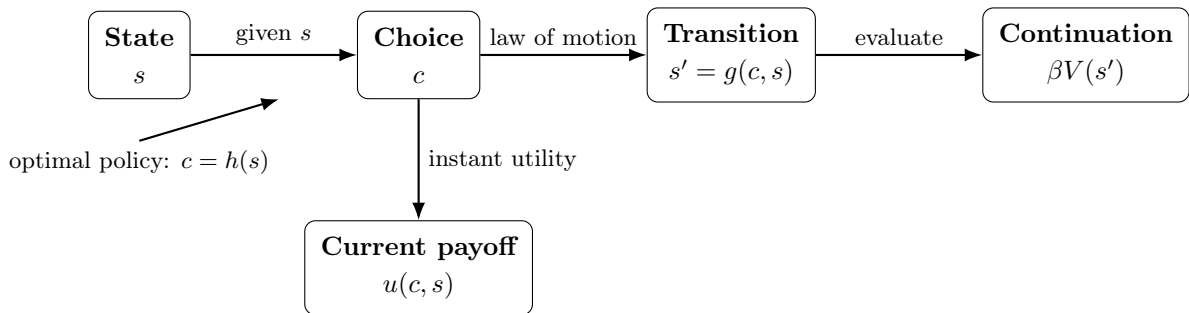 State
s
given s
Choice
c
law of motion
Transition
s′ = g(c, s)
evaluate
Continuation
βV(s′)
optimal policy: c = h(s)
instant utility
Current payoff
u(c, s)